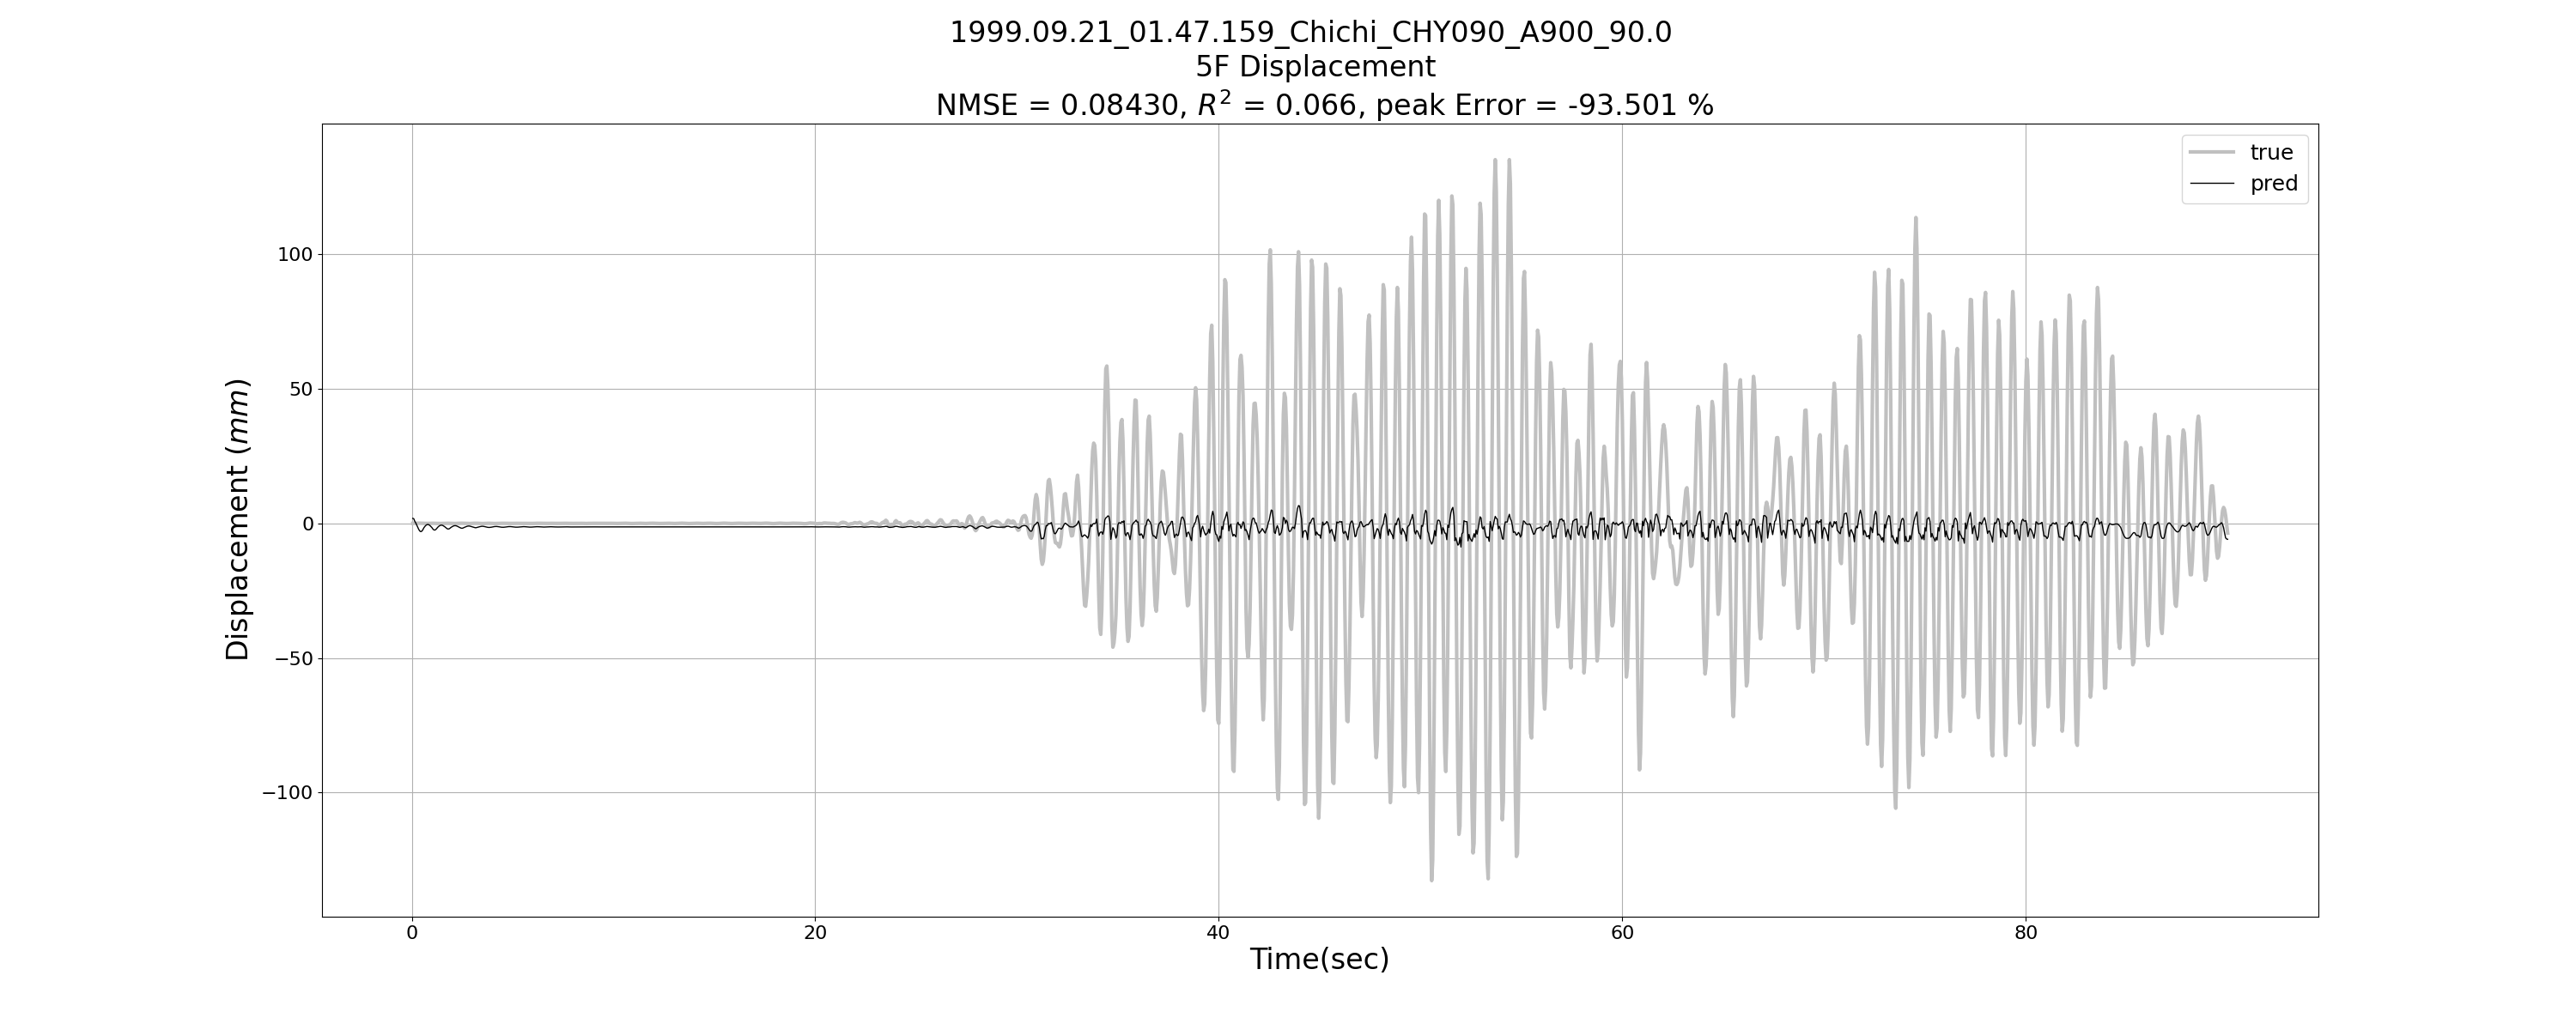 1999.09.21_01.47.159_Chichi_CHY090_A900_90.0
5F Displacement
NMSE = 0.08430, R² = 0.066, peak Error = -93.501 %
true
pred
Displacement (mm)
100
50
0
−50
−100
0
20
40
60
80
Time(sec)